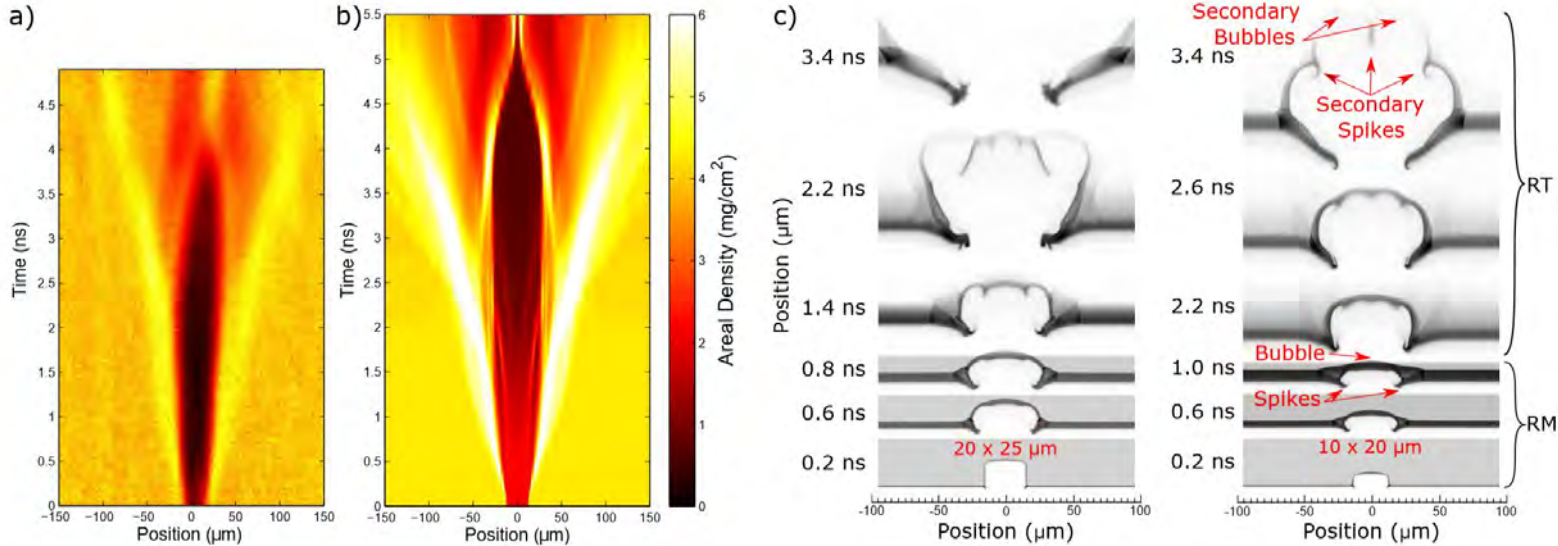 a)
b)
c)
4.5
4
3.5
3
2.5
2
1.5
1
0.5
0
Time (ns)
−150 −100 −50 0 50 100 150
Position (µm)
5.5
5
4.5
4
3.5
3
2.5
2
1.5
1
0.5
0
Time (ns)
−150 −100 −50 0 50 100 150
Position (µm)
6
5
4
3
2
1
0
Areal Density (mg/cm²)
Position (µm)
3.4 ns
2.2 ns
1.4 ns
0.8 ns
0.6 ns
0.2 ns
20 x 25 µm
-100 -50 0 50 100
Position (µm)
3.4 ns
2.6 ns
2.2 ns
1.0 ns
0.6 ns
0.2 ns
Secondary
Bubbles
Secondary
Spikes
Bubble
Spikes
10 x 20 µm
-50 0 50 100
Position (µm)
RT
RM